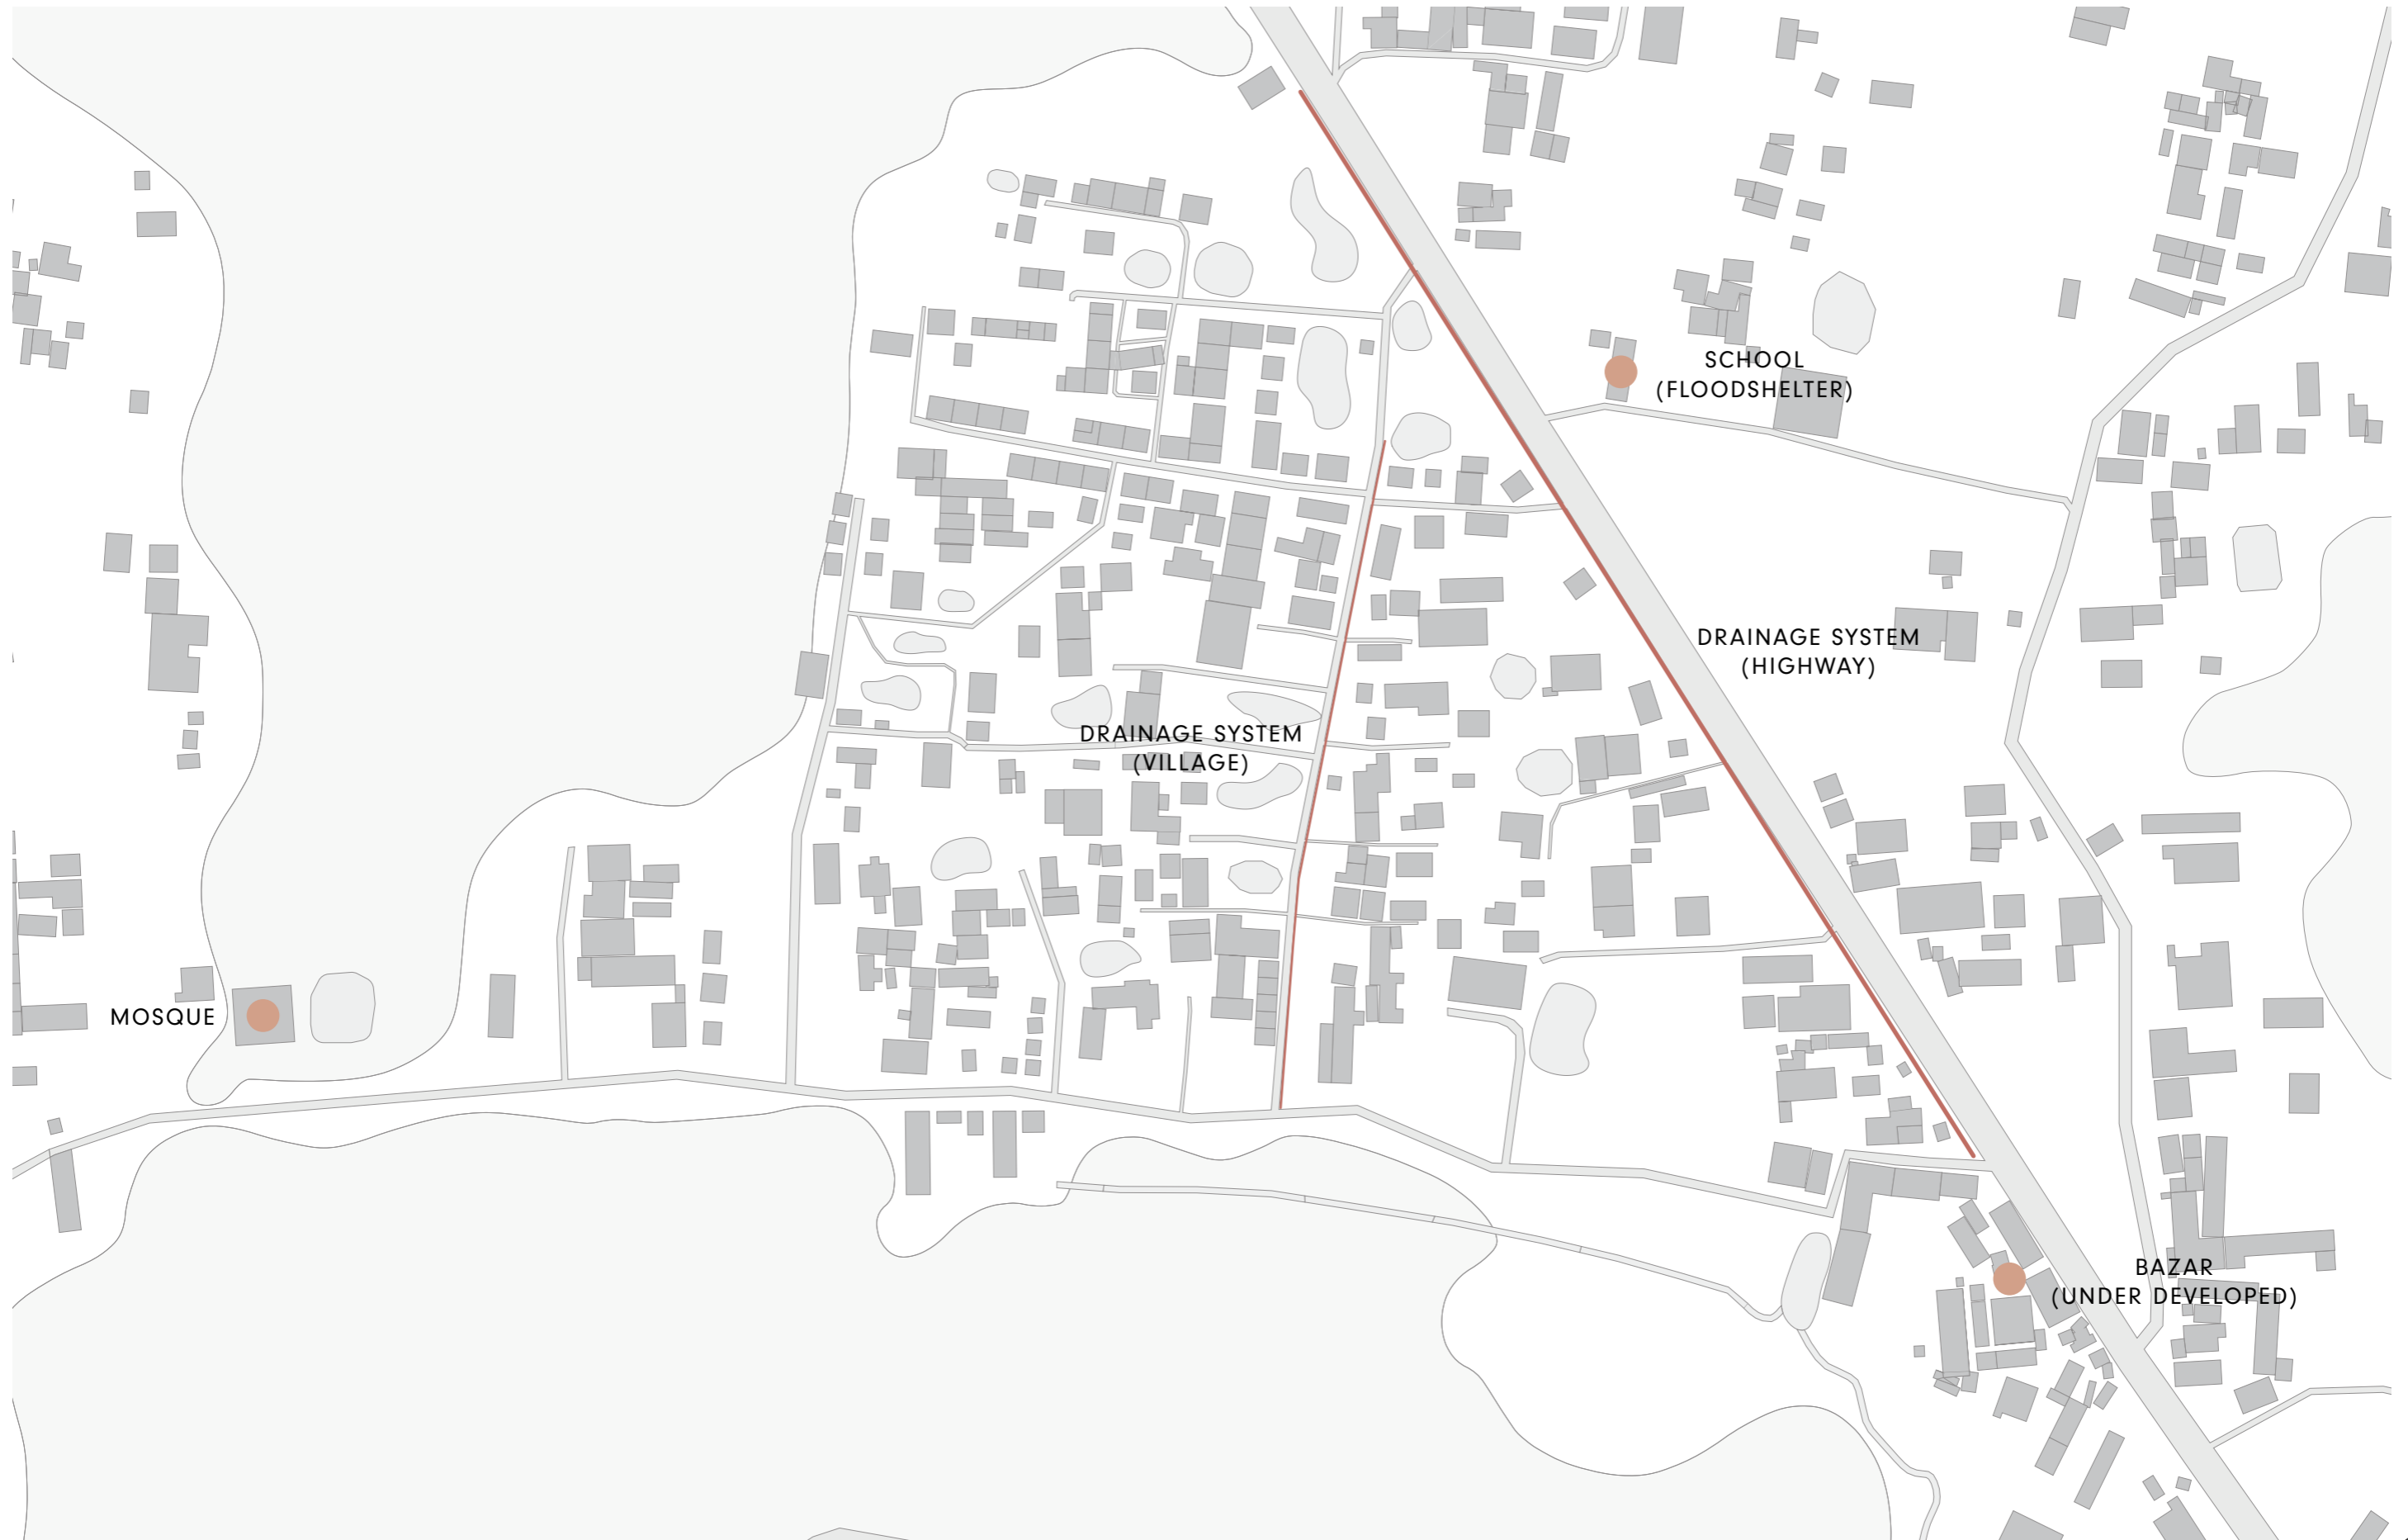 SCHOOL
(FLOODSHELTER)
DRAINAGE SYSTEM
(HIGHWAY)
DRAINAGE SYSTEM
(VILLAGE)
MOSQUE
BAZAR
(UNDER DEVELOPED)